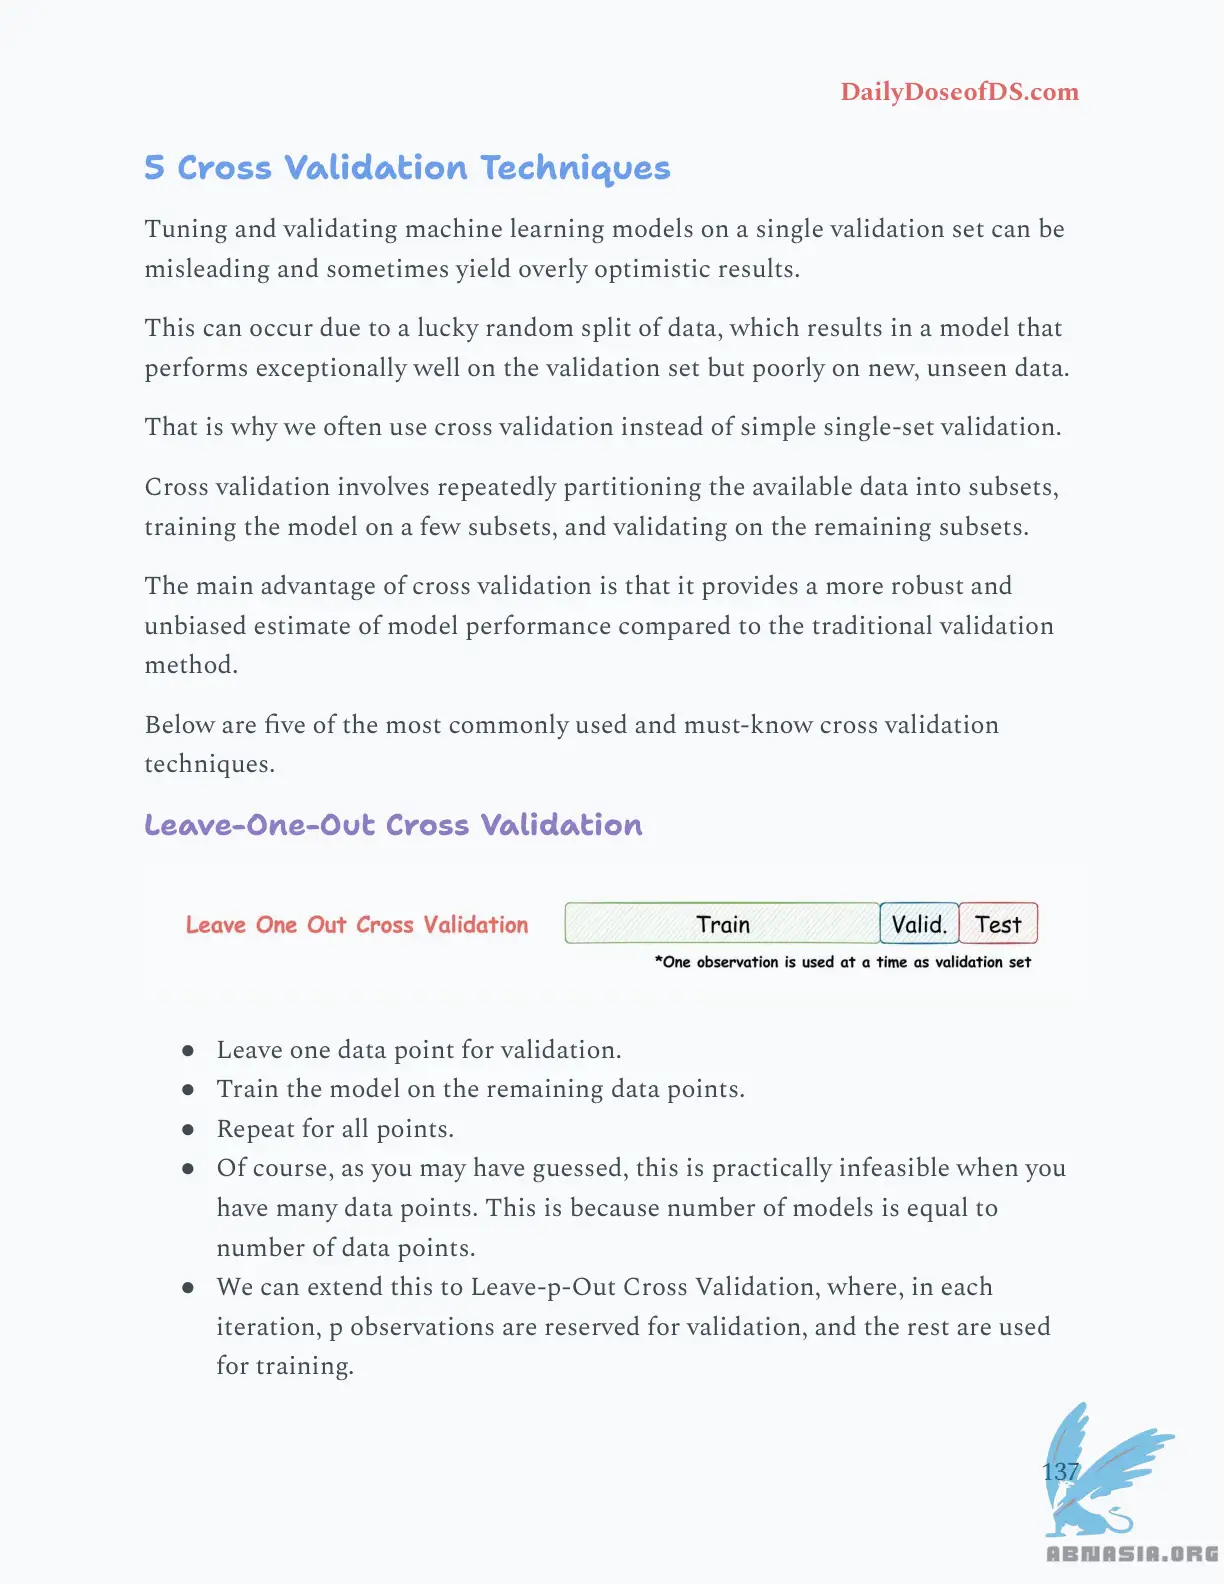 DailyDoseofDS.com
5 Cross Validation Techniques
Tuning and validating machine learning models on a single validation set can be
misleading and sometimes yield overly optimistic results.
This can occur due to a lucky random split of data, which results in a model that
performs exceptionally well on the validation set but poorly on new, unseen data.
That is why we often use cross validation instead of simple single-set validation.
Cross validation involves repeatedly partitioning the available data into subsets,
training the model on a few subsets, and validating on the remaining subsets.
The main advantage of cross validation is that it provides a more robust and
unbiased estimate of model performance compared to the traditional validation
method.
Below are five of the most commonly used and must-know cross validation
techniques.
Leave-One-Out Cross Validation
Leave One Out Cross Validation Train Valid. Test
*One observation is used at a time as validation set
● Leave one data point for validation.
● Train the model on the remaining data points.
● Repeat for all points.
● Of course, as you may have guessed, this is practically infeasible when you
have many data points. This is because number of models is equal to
number of data points.
● We can extend this to Leave-p-Out Cross Validation, where, in each
iteration, p observations are reserved for validation, and the rest are used
for training.
137
ABNASIA.ORG